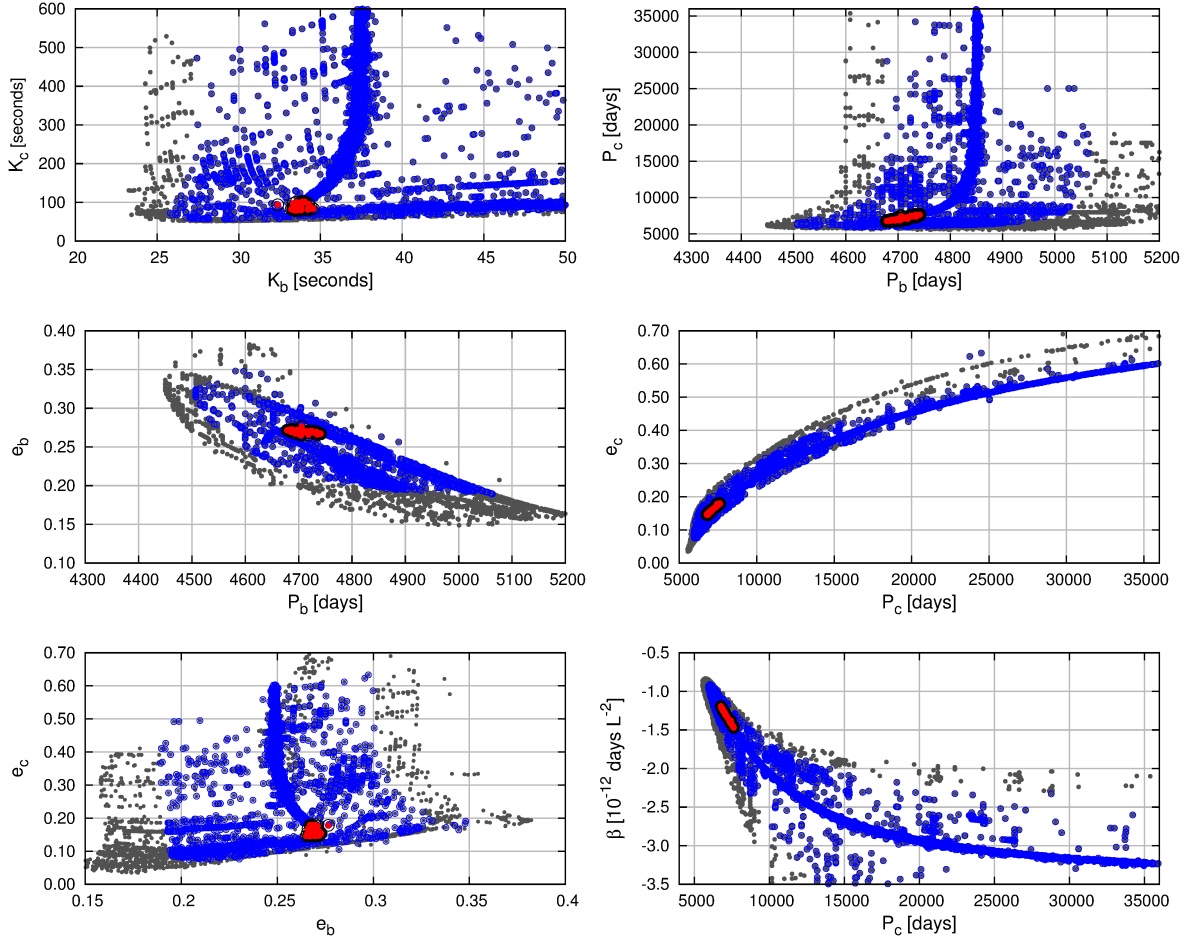 600
500
400
300
200
100
0
K_c [seconds]
20 25 30 35 40 45 50
K_b [seconds]
35000
30000
25000
20000
15000
10000
5000
P_c [days]
4300 4400 4500 4600 4700 4800 4900 5000 5100 5200
P_b [days]
0.40
0.35
0.30
0.25
0.20
0.15
0.10
e_b
4300 4400 4500 4600 4700 4800 4900 5000 5100 5200
P_b [days]
0.70
0.60
0.50
0.40
0.30
0.20
0.10
0.00
e_c
5000 10000 15000 20000 25000 30000 35000
P_c [days]
0.70
0.60
0.50
0.40
0.30
0.20
0.10
0.00
e_c
0.15 0.2 0.25 0.3 0.35 0.4
e_b
-0.5
-1.0
-1.5
-2.0
-2.5
-3.0
-3.5
β [10^−12 days L^−2]
5000 10000 15000 20000 25000 30000 35000
P_c [days]